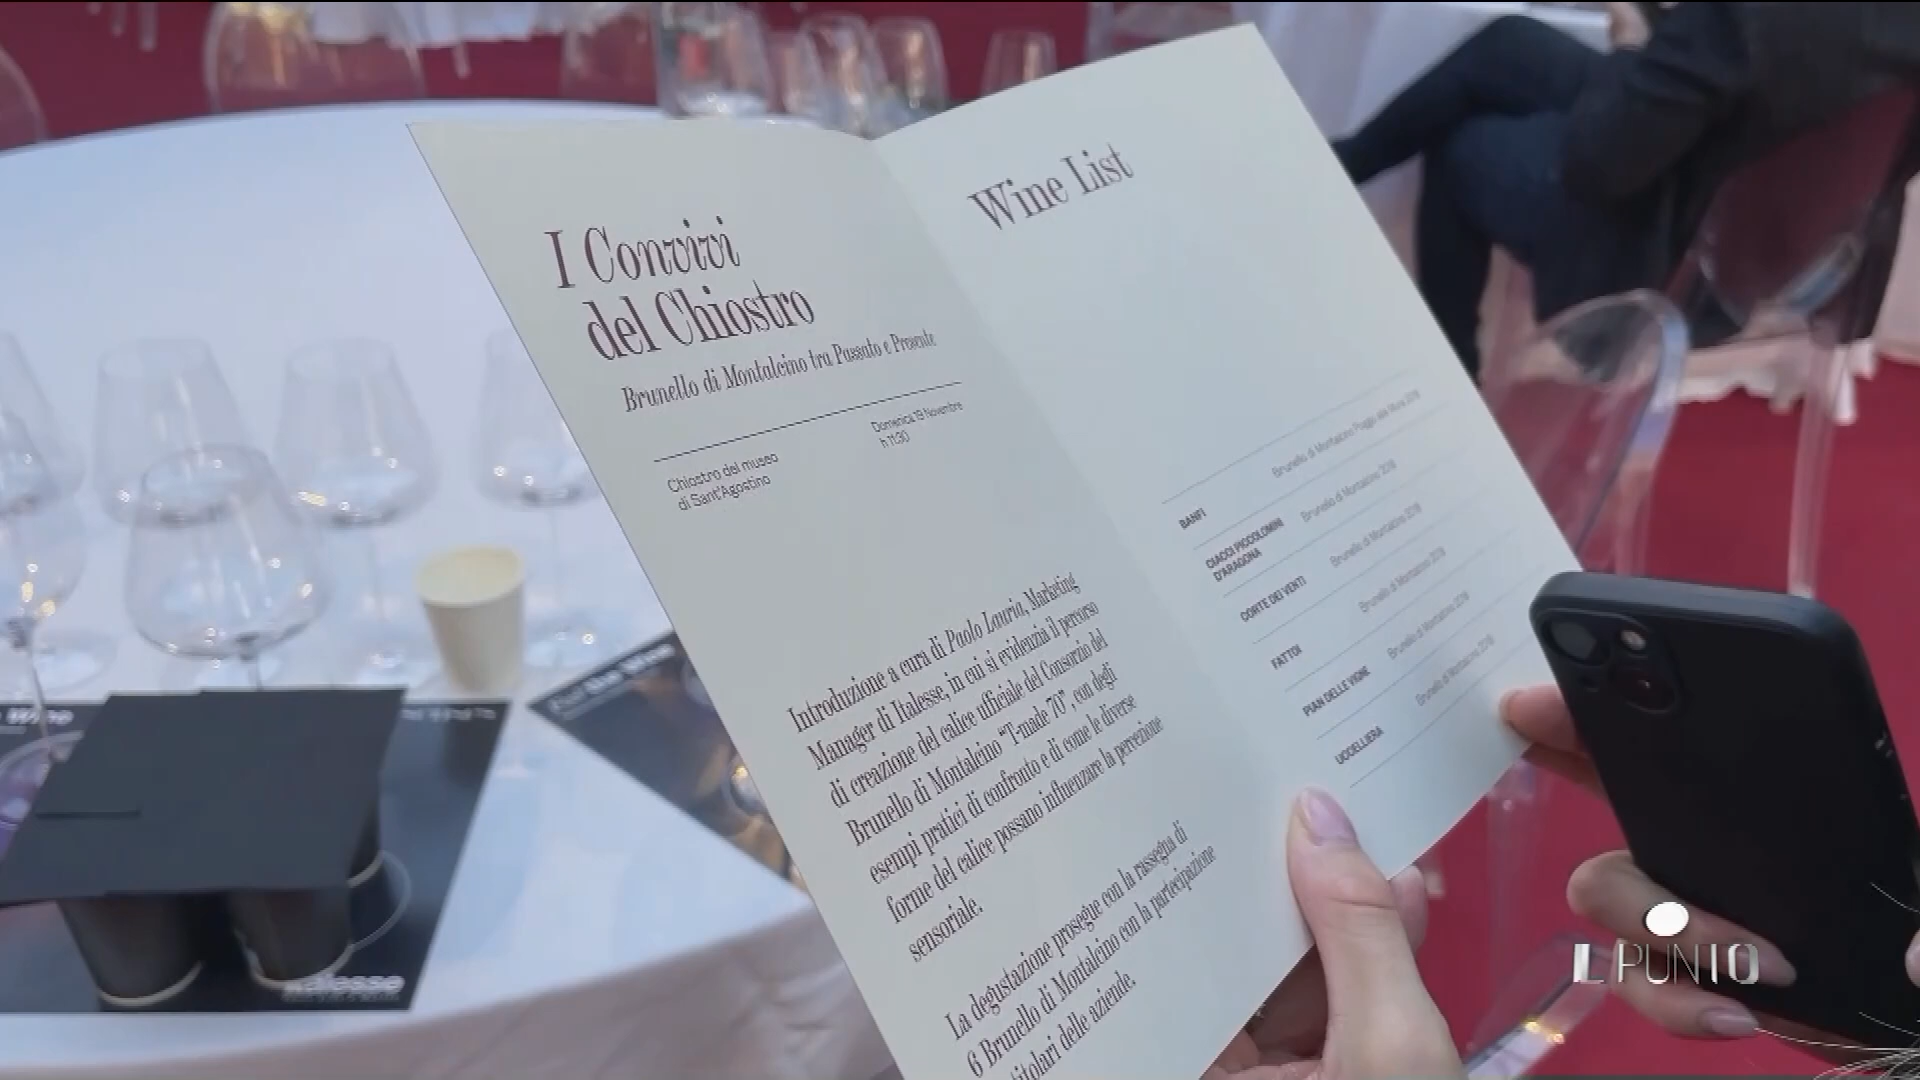 I Convivi
del Chiostro
Brunello di Montalcino tra Passato e Presente
Chiostro del museo
di Sant'Agostino
Domenica 19 Novembre
h 11:30
Introduzione a cura di Paolo Lauria, Marketing
Manager di Italesse, in cui si evidenzia il percorso
di creazione del calice ufficiale del Consorzio del
Brunello di Montalcino “T-made 70”, con degli
esempi pratici di confronto e di come le diverse
forme del calice possano influenzare la percezione
sensoriale.
La degustazione prosegue con la rassegna di
6 Brunello di Montalcino con la partecipazione
titolari delle aziende.
Wine List
BANFI
Brunello di Montalcino Poggio alle Mura 2018
CIACCI PICCOLOMINI
D'ARAGONA
Brunello di Montalcino 2018
CORTE DEI VENTI
Brunello di Montalcino 2018
FATTOI
Brunello di Montalcino 2018
PIAN DELLE VIGNE
Brunello di Montalcino 2018
UCCELLIERA
Brunello di Montalcino 2018
Wine
italesse
IL PUNTO